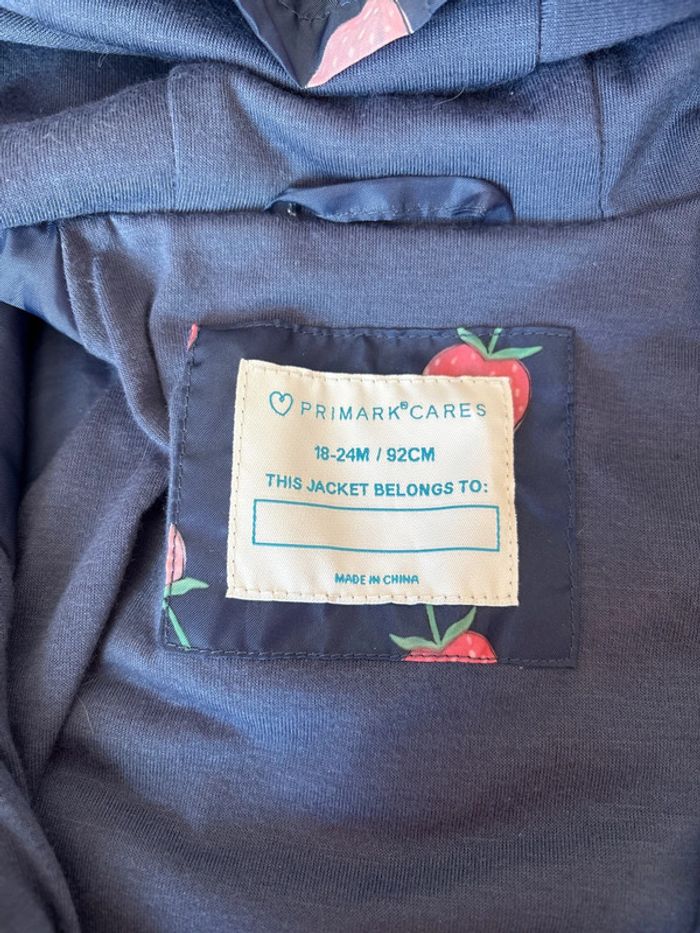 PRIMARK®CARES
18-24M / 92CM
THIS JACKET BELONGS TO:
MADE IN CHINA